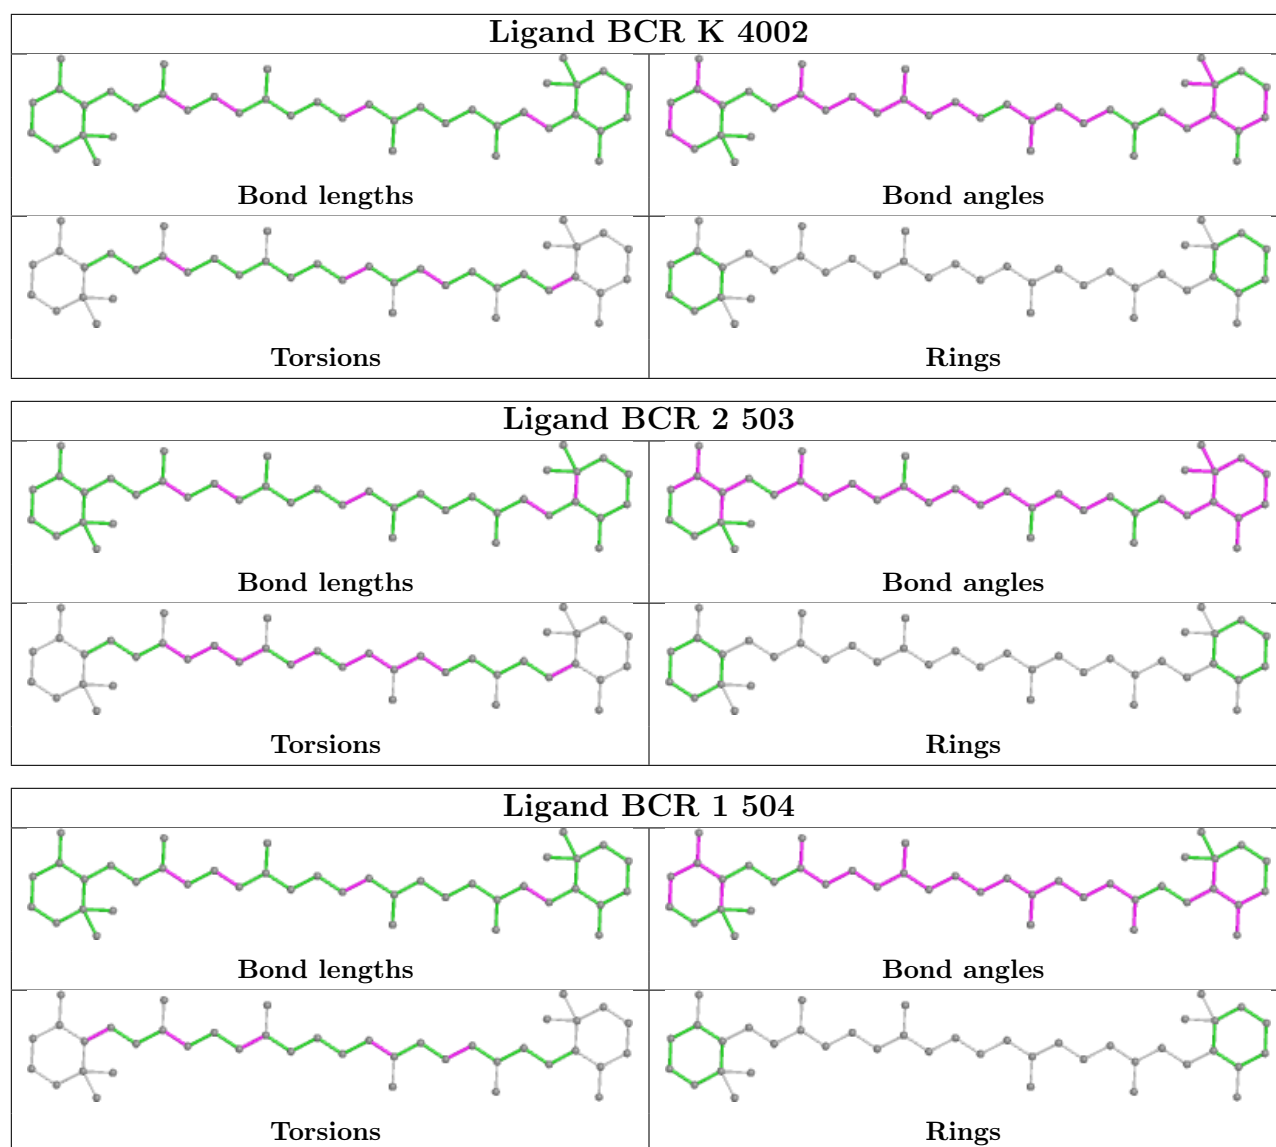 Ligand BCR K 4002
Bond lengths
Bond angles
Torsions
Rings
Ligand BCR 2 503
Bond lengths
Bond angles
Torsions
Rings
Ligand BCR 1 504
Bond lengths
Bond angles
Torsions
Rings